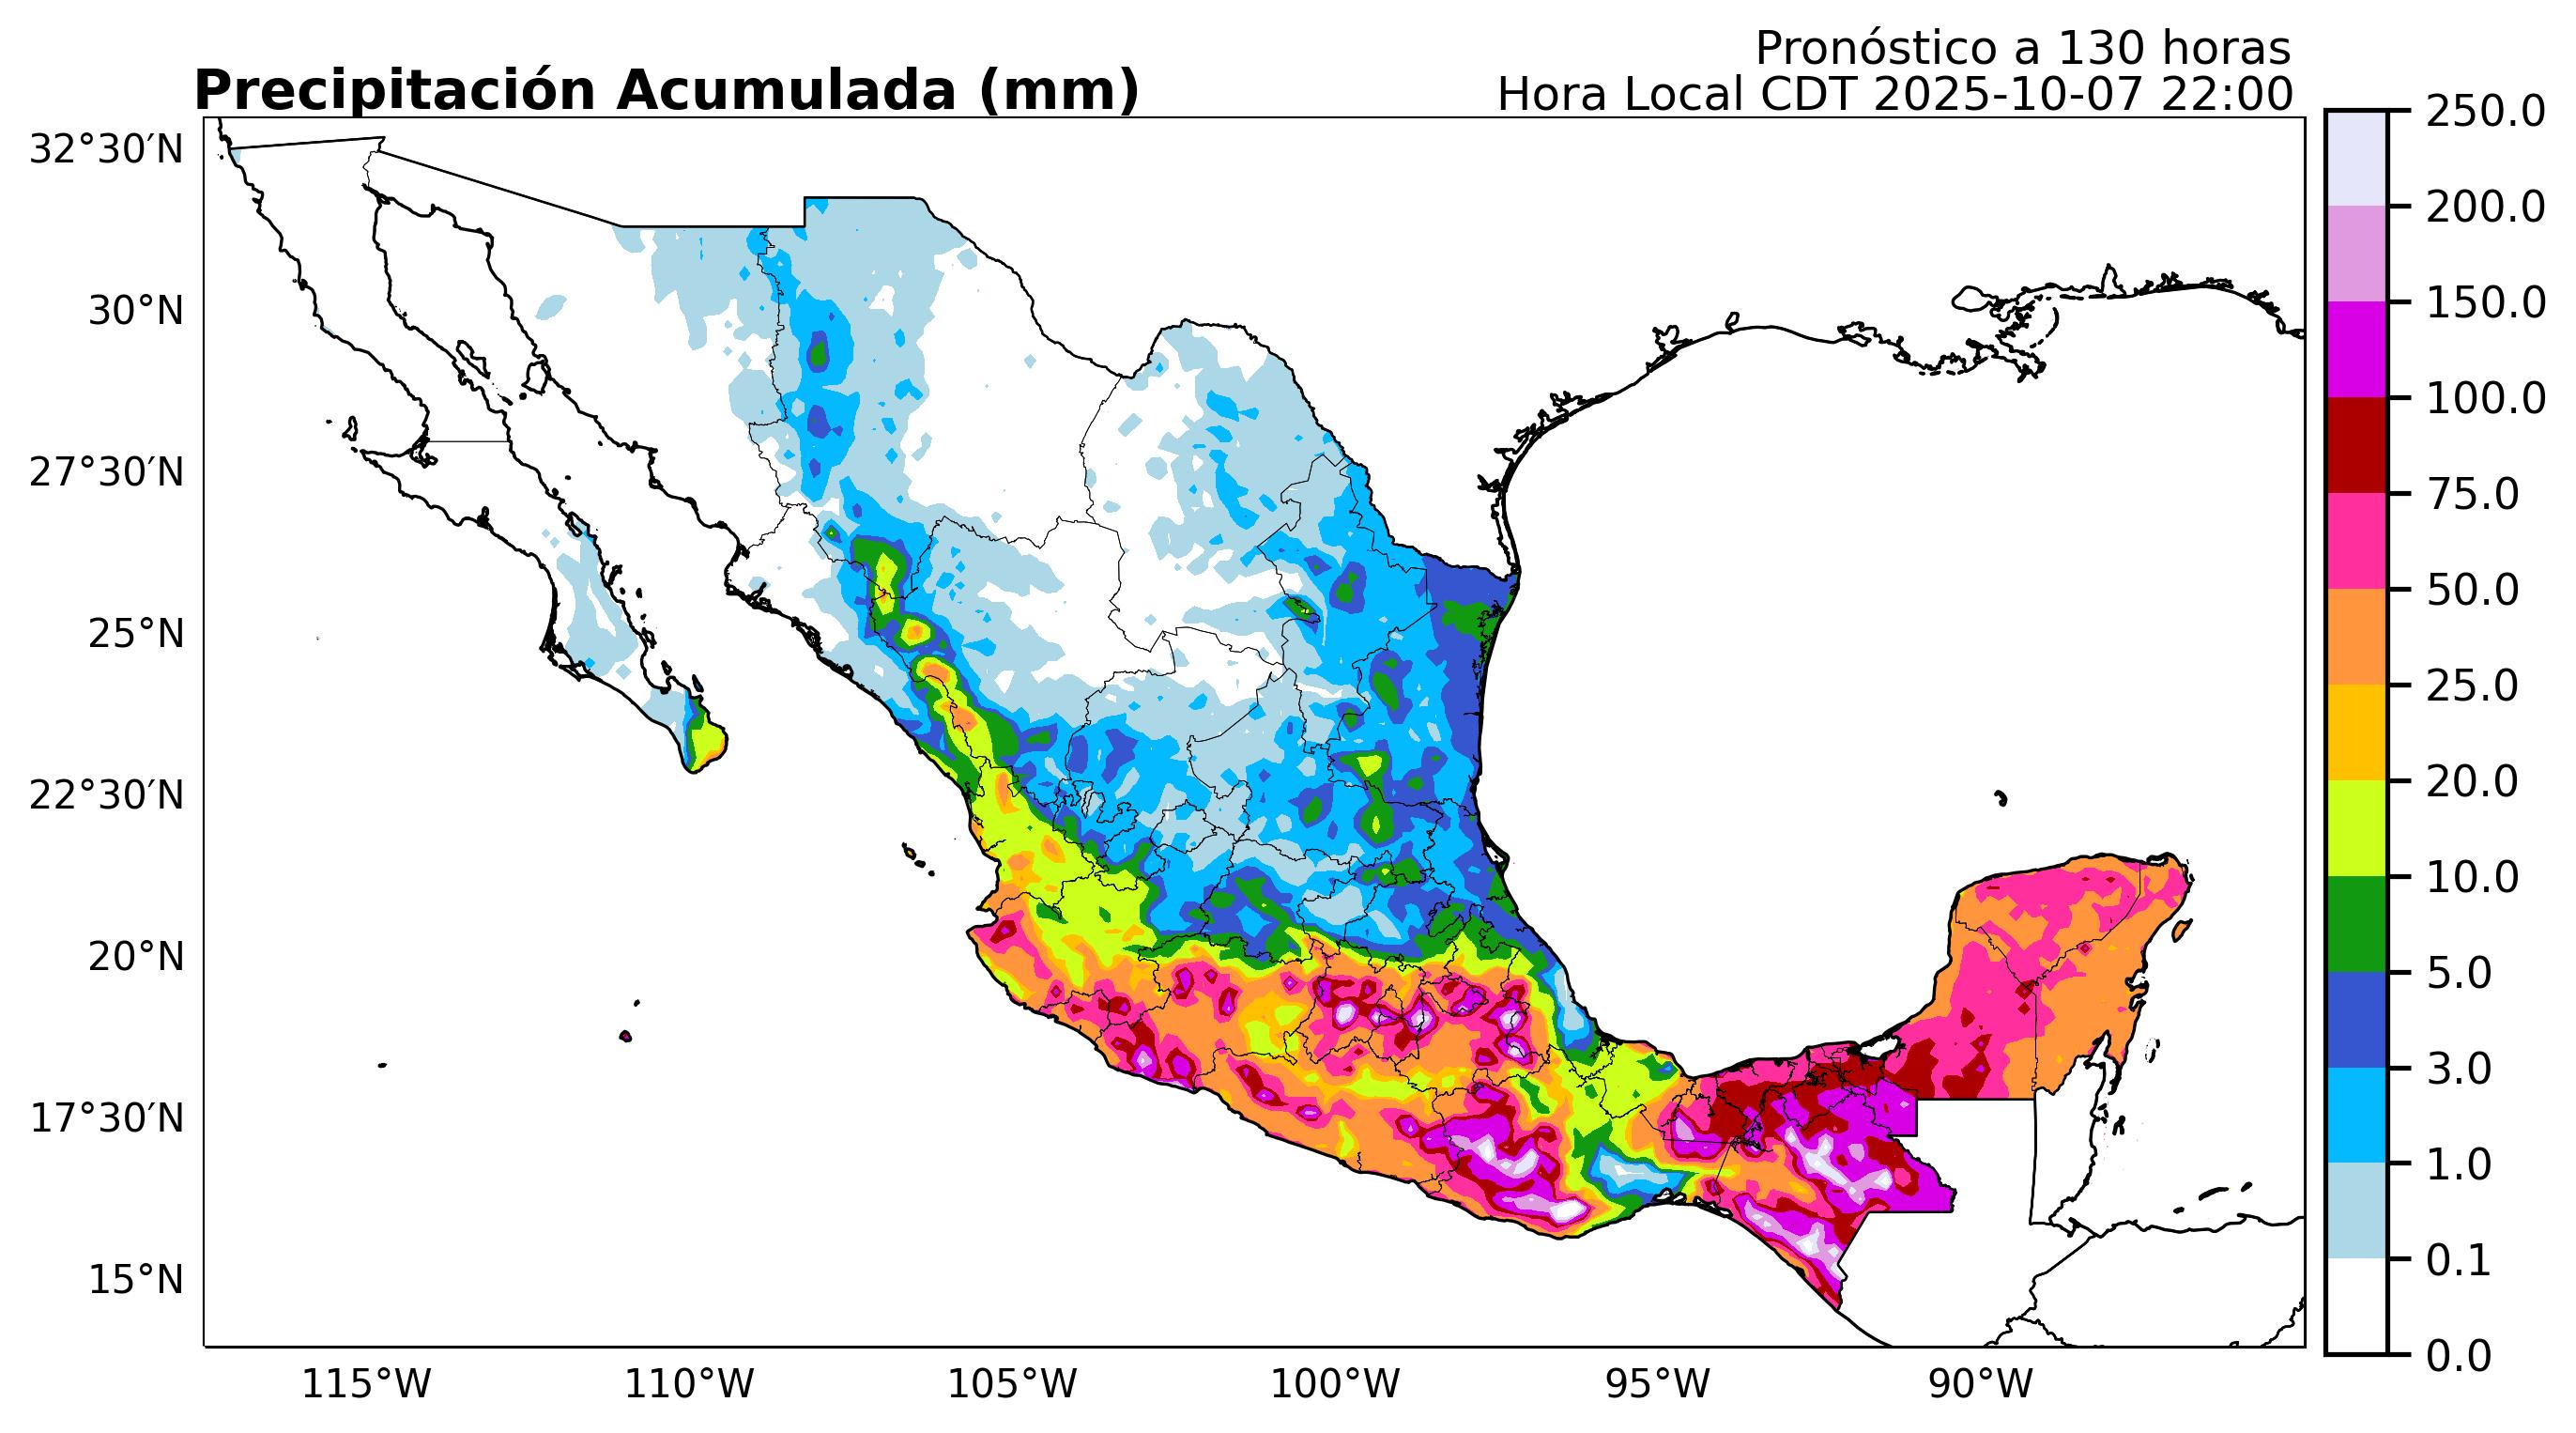 Pronóstico a 130 horas
Precipitación Acumulada (mm)
Hora Local CDT 2025-10-07 22:00
32°30′N
30°N
27°30′N
25°N
22°30′N
20°N
17°30′N
15°N
115°W
110°W
105°W
100°W
95°W
90°W
250.0
200.0
150.0
100.0
75.0
50.0
25.0
20.0
10.0
5.0
3.0
1.0
0.1
0.0